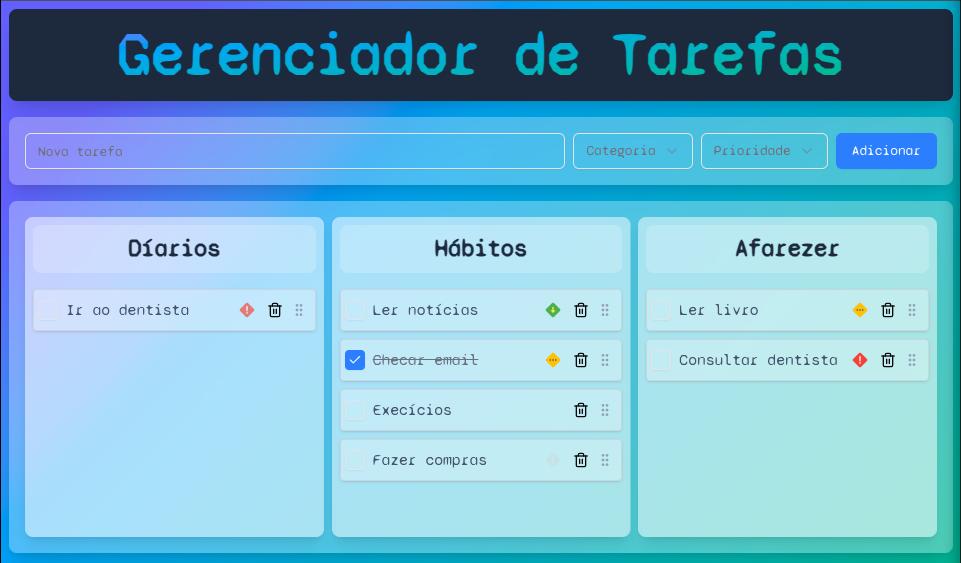 Gerenciador de Tarefas
Nova tarefa
Categoria
Prioridade
Adicionar
Díarios
Ir ao dentista
Hábitos
Ler notícias
Checar email
Execícios
Fazer compras
Afarezer
Ler livro
Consultar dentista